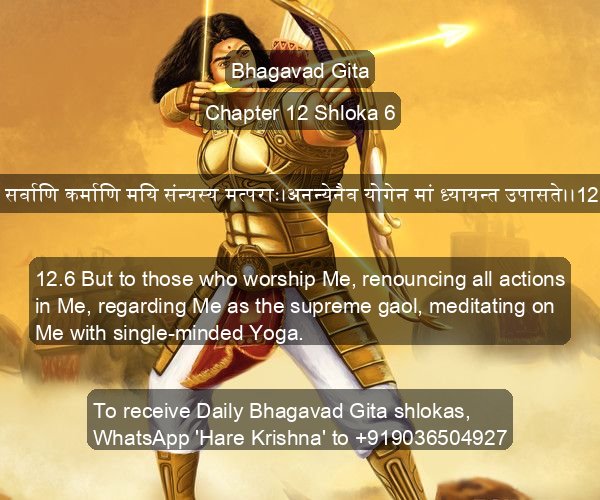 Bhagavad Gita
Chapter 12 Shloka 6
सर्वाणि कर्माणि मयि संन्यस्य मत्पराः।अनन्येनैव योगेन मां ध्यायन्त उपासते।।12
12.6 But to those who worship Me, renouncing all actions
in Me, regarding Me as the supreme gaol, meditating on
Me with single-minded Yoga.
To receive Daily Bhagavad Gita shlokas,
WhatsApp 'Hare Krishna' to +919036504927